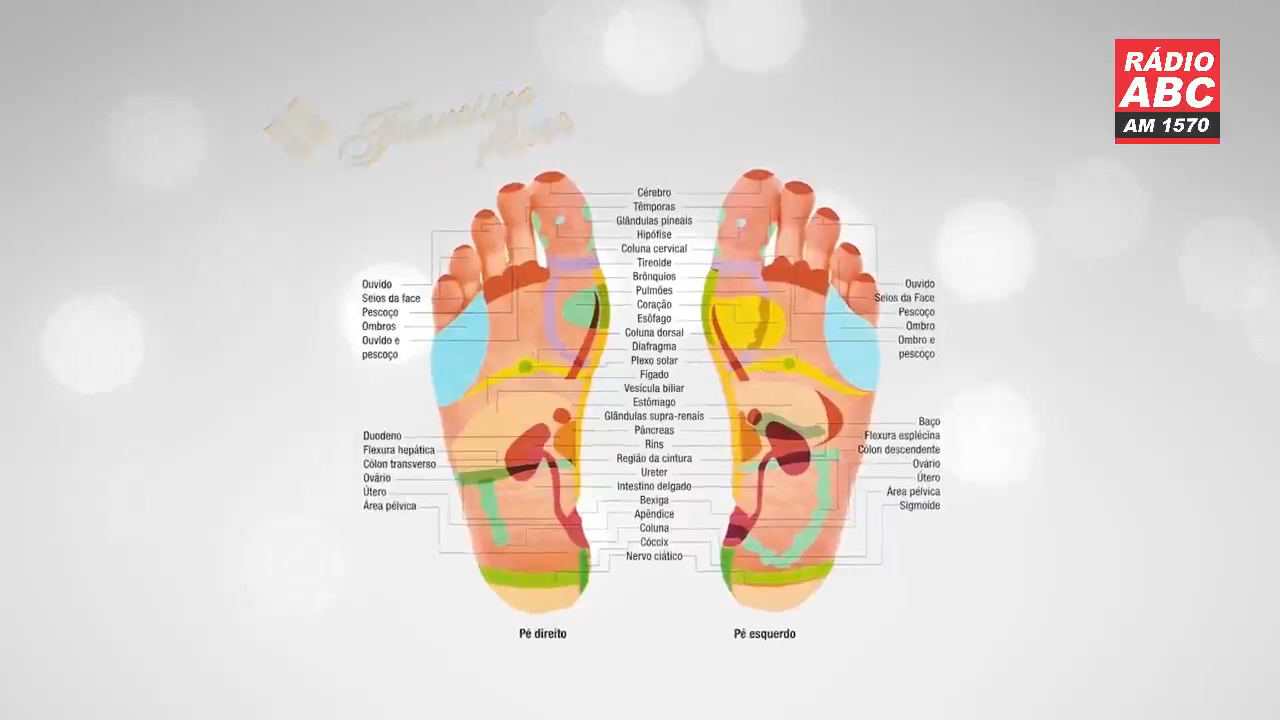 RÁDIO
ABC
AM 1570
Cérebro
Têmporas
Glândulas pineais
Hipófise
Coluna cervical
Tireoide
Brônquios
Pulmões
Coração
Esôfago
Coluna dorsal
Diafragma
Plexo solar
Fígado
Vesícula biliar
Estômago
Glândulas supra-renais
Pâncreas
Rins
Região da cintura
Ureter
Intestino delgado
Bexiga
Apêndice
Coluna
Cóccix
Nervo ciático
Ouvido
Seios da face
Pescoço
Ombros
Ouvido e
pescoço
Duodeno
Flexura hepática
Cólon transverso
Ovário
Útero
Área pélvica
Ouvido
Seios da Face
Pescoço
Ombro
Ombro e
pescoço
Baço
Flexura esplécina
Cólon descendente
Ovário
Útero
Área pélvica
Sigmoide
Pé direito
Pé esquerdo